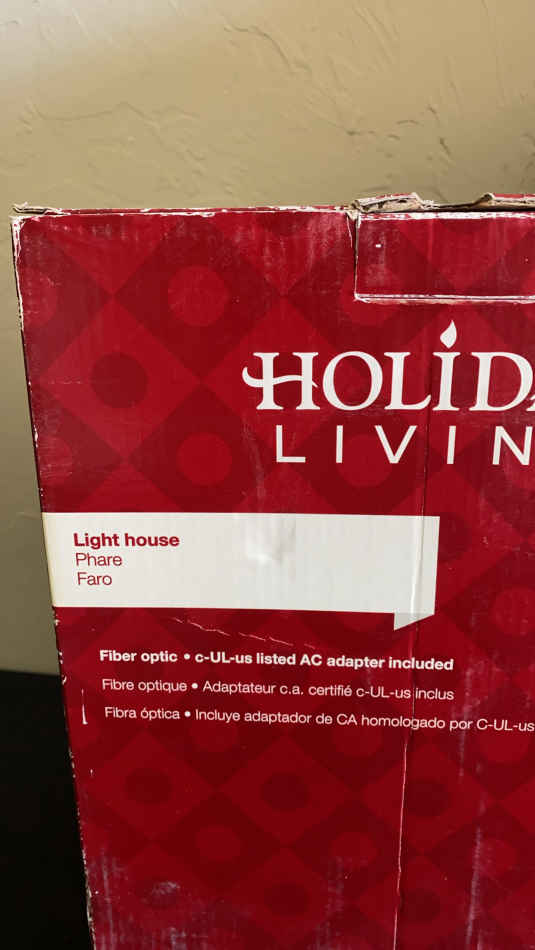 HOLIDA
LIVIN
Light house
Phare
Faro
Fiber optic • c-UL-us listed AC adapter included
Fibre optique • Adaptateur c.a. certifié c-UL-us inclus
Fibra óptica • Incluye adaptador de CA homologado por C-UL-us